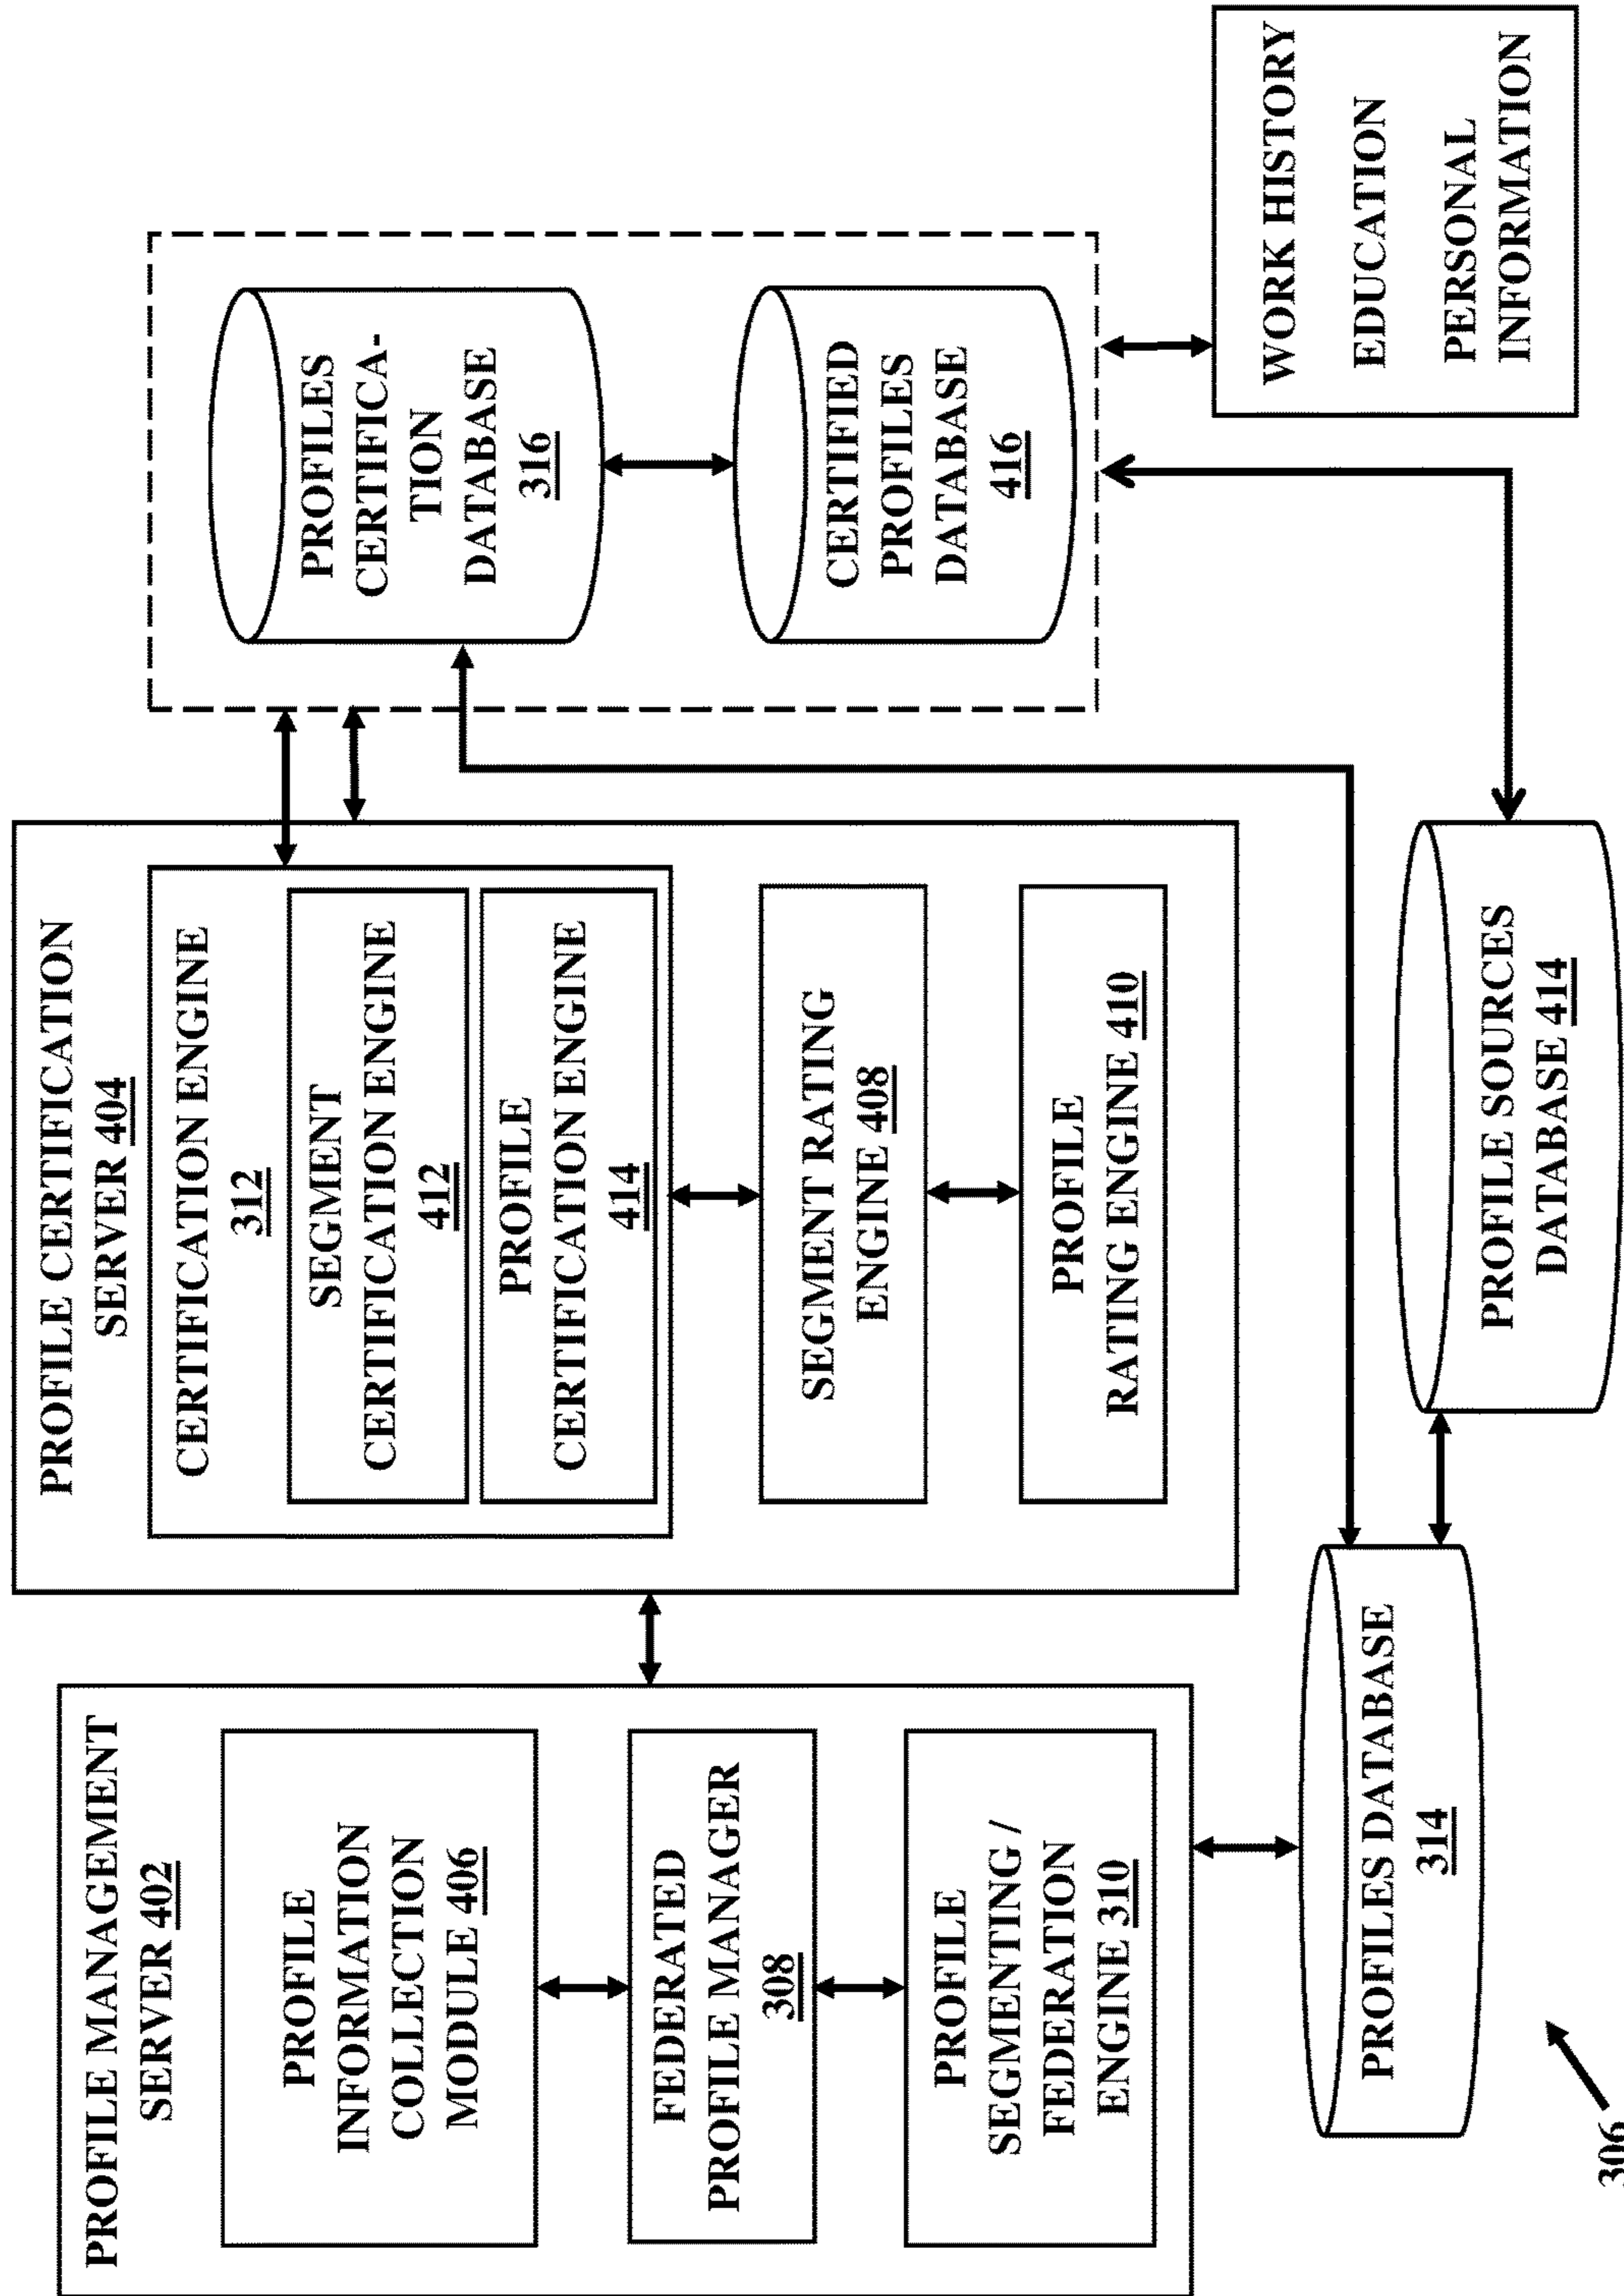 PROFILE MANAGEMENT
SERVER 402
PROFILE
INFORMATION
COLLECTION
MODULE 406
FEDERATED
PROFILE MANAGER
308
PROFILE
SEGMENTING /
FEDERATION
ENGINE 310
PROFILES DATABASE
314
306
PROFILE CERTIFICATION
SERVER 404
CERTIFICATION ENGINE
312
SEGMENT
CERTIFICATION ENGINE
412
PROFILE
CERTIFICATION ENGINE
414
SEGMENT RATING
ENGINE 408
PROFILE
RATING ENGINE 410
PROFILE SOURCES
DATABASE 414
PROFILES
CERTIFICA-
TION
DATABASE
316
CERTIFIED
PROFILES
DATABASE
416
WORK HISTORY
EDUCATION
PERSONAL
INFORMATION